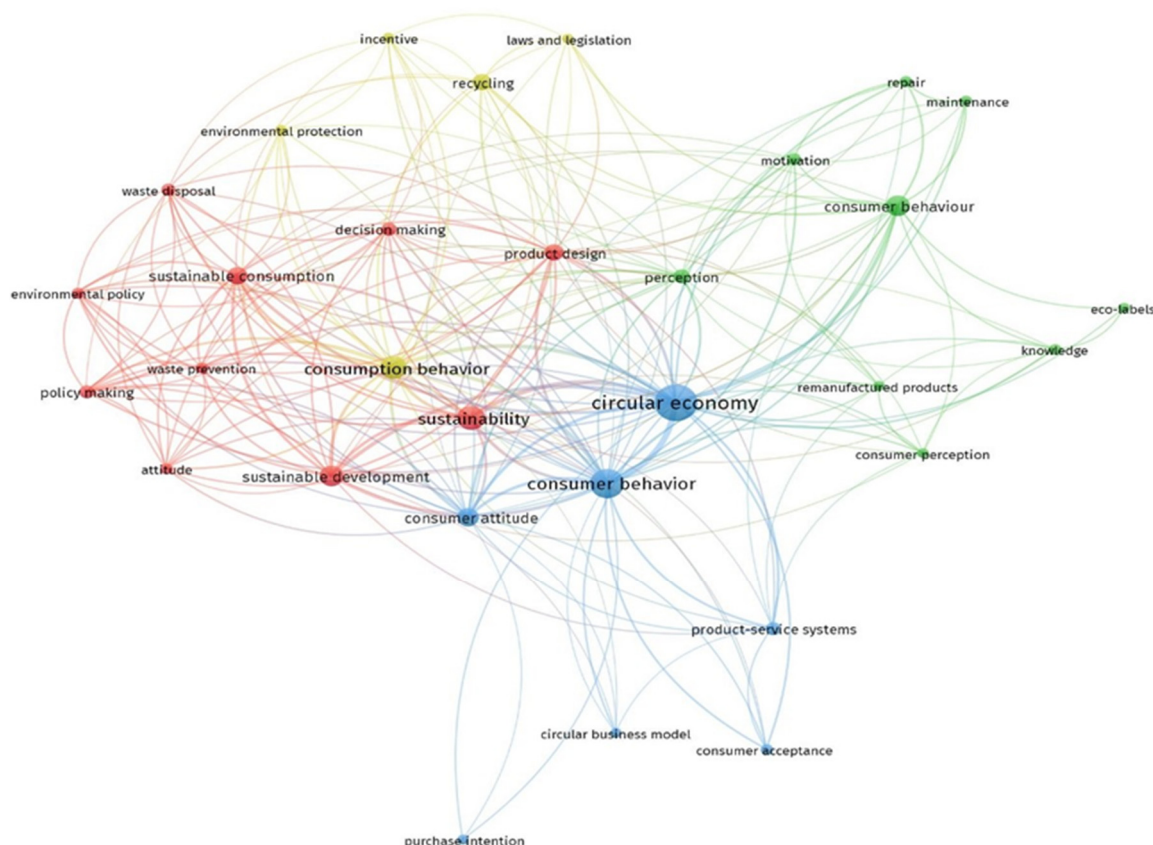 incentive
laws and legislation
recycling
repair
maintenance
environmental protection
motivation
waste disposal
consumer behaviour
decision making
product design
sustainable consumption
perception
environmental policy
eco-labels
knowledge
waste prevention
consumption behavior
remanufactured products
policy making
circular economy
sustainability
consumer perception
attitude
sustainable development
consumer behavior
consumer attitude
product-service systems
circular business model
consumer acceptance
purchase intention